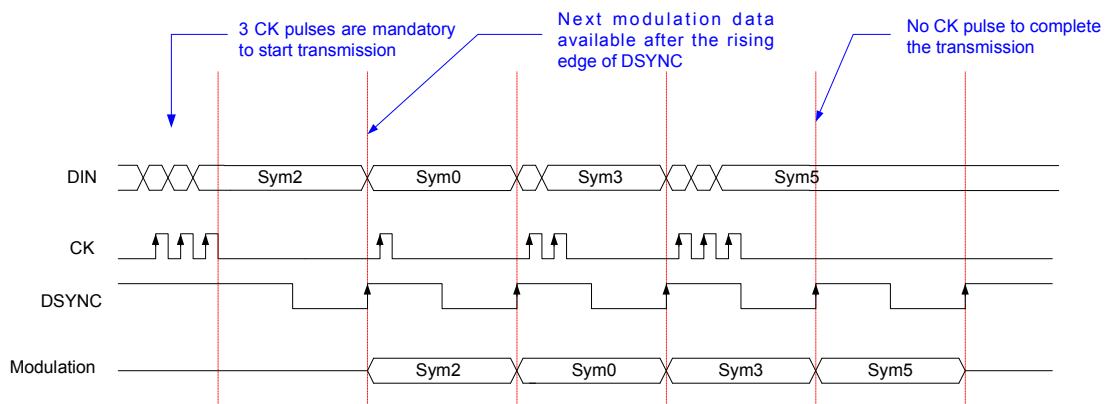 3 CK pulses are mandatory
to start transmission
Next modulation data
available after the rising
edge of DSYNC
No CK pulse to complete
the transmission
DIN
Sym2
Sym0
Sym3
Sym5
CK
DSYNC
Modulation
Sym2
Sym0
Sym3
Sym5